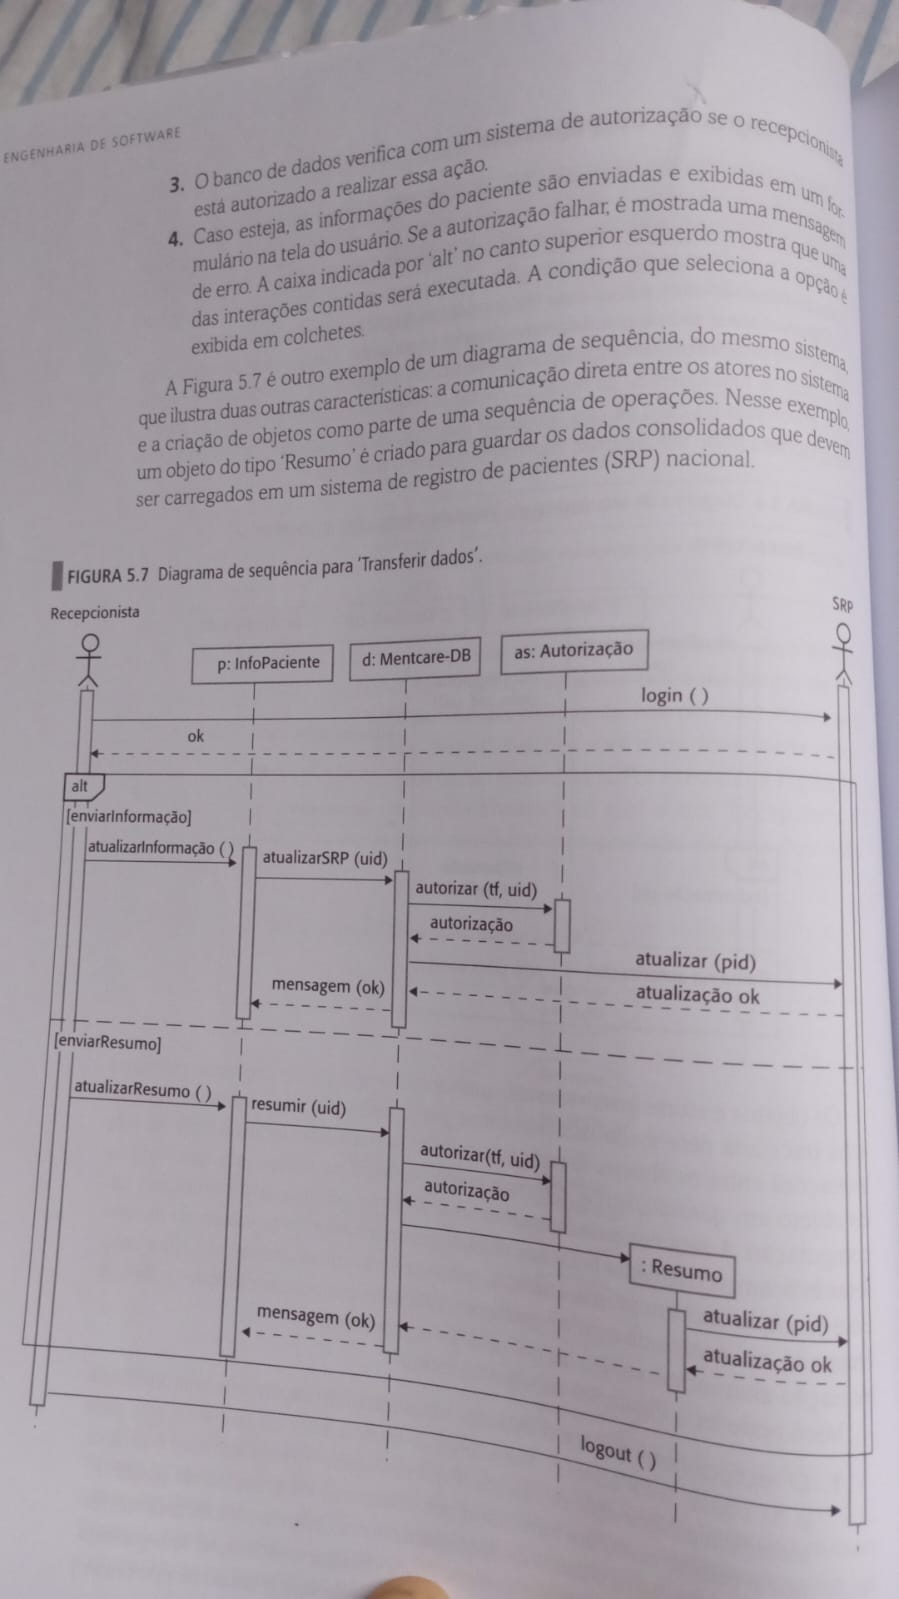 ENGENHARIA DE SOFTWARE
3. O banco de dados verifica com um sistema de autorização se o recepcionista
está autorizado a realizar essa ação.
4. Caso esteja, as informações do paciente são enviadas e exibidas em um for-
mulário na tela do usuário. Se a autorização falhar, é mostrada uma mensagem
de erro. A caixa indicada por 'alt' no canto superior esquerdo mostra que uma
das interações contidas será executada. A condição que seleciona a opção é
exibida em colchetes.
A Figura 5.7 é outro exemplo de um diagrama de sequência, do mesmo sistema,
que ilustra duas outras características: a comunicação direta entre os atores no sistema
e a criação de objetos como parte de uma sequência de operações. Nesse exemplo,
um objeto do tipo 'Resumo' é criado para guardar os dados consolidados que devem
ser carregados em um sistema de registro de pacientes (SRP) nacional.
FIGURA 5.7 Diagrama de sequência para 'Transferir dados'.
Recepcionista
SRP
p: InfoPaciente
d: Mentcare-DB
as: Autorização
login ( )
ok
alt
[enviarInformação]
atualizarInformação ( )
atualizarSRP (uid)
autorizar (tf, uid)
autorização
atualizar (pid)
mensagem (ok)
atualização ok
[enviarResumo]
atualizarResumo ( )
resumir (uid)
autorizar(tf, uid)
autorização
: Resumo
mensagem (ok)
atualizar (pid)
atualização ok
logout ( )